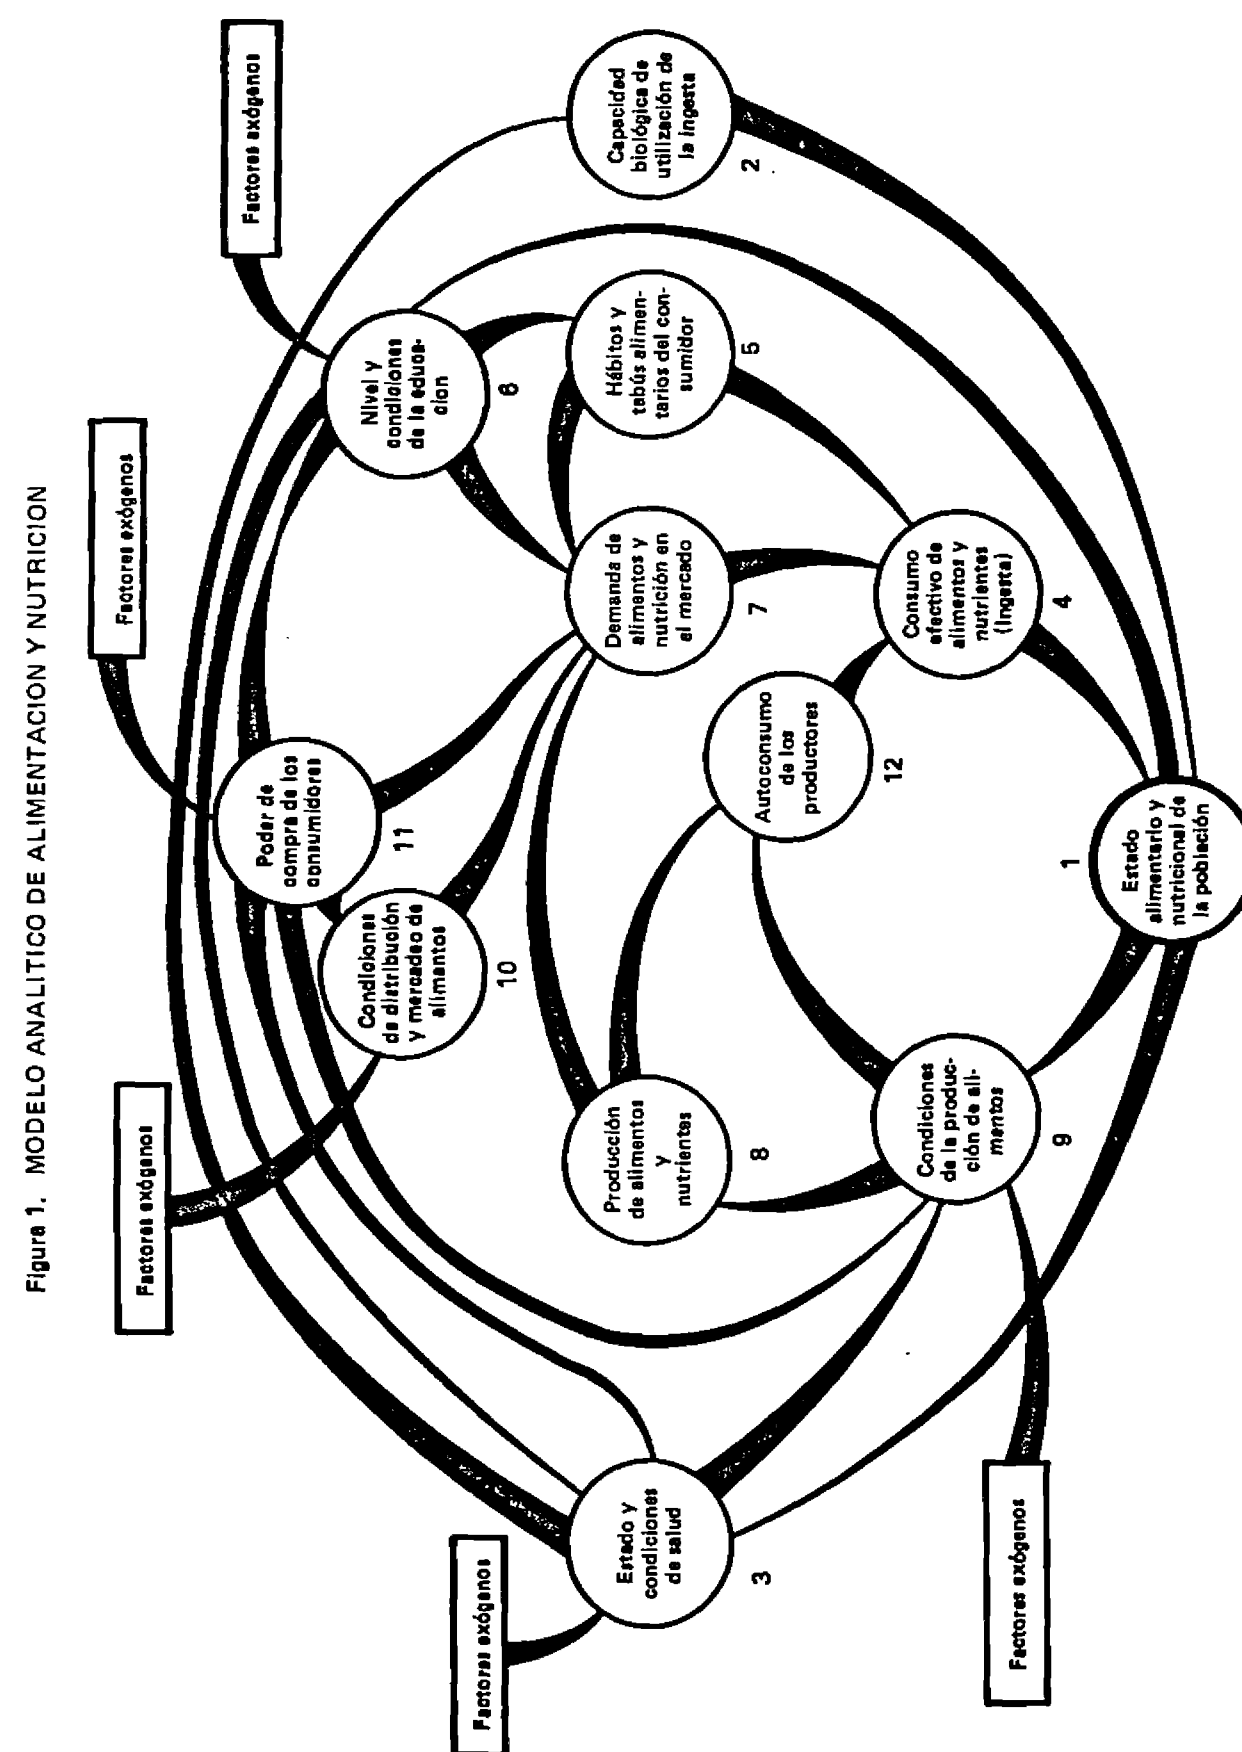 Figura 1. MODELO ANALITICO DE ALIMENTACION Y NUTRICION
Factores exógenos
Factores exógenos
Factores exógenos
Factores exógenos
Factores exógenos
Estado y
condiciones
de salud
3
Condiciones
de distribución
y mercadeo de
alimentos
10
Poder de
compra de los
consumidores
11
Nivel y
condiciones
de la educa-
cion
6
Producción
de alimentos
y
nutrientes
8
Demanda de
alimentos y
nutrición en
el mercado
7
Hábitos y
tabús alimen-
tarios del con-
sumidor
5
Capacidad
biológica de
utilización de
la ingesta
2
Autoconsumo
de los
productores
12
Condiciones
de la produc-
ción de ali-
mentos
9
Consumo
efectivo de
alimentos y
nutrientes
(Ingesta)
4
1
Estado
alimentario y
nutricional de
la población